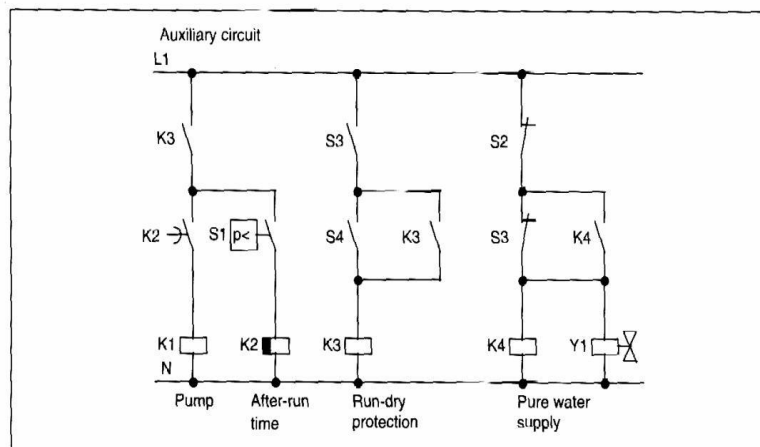 Auxiliary circuit
L1
K3 S3 S2
K2 S1 p< S4 K3 S3 K4
K1 K2 K3 K4 Y1
N
Pump After-run Run-dry Pure water
time protection supply